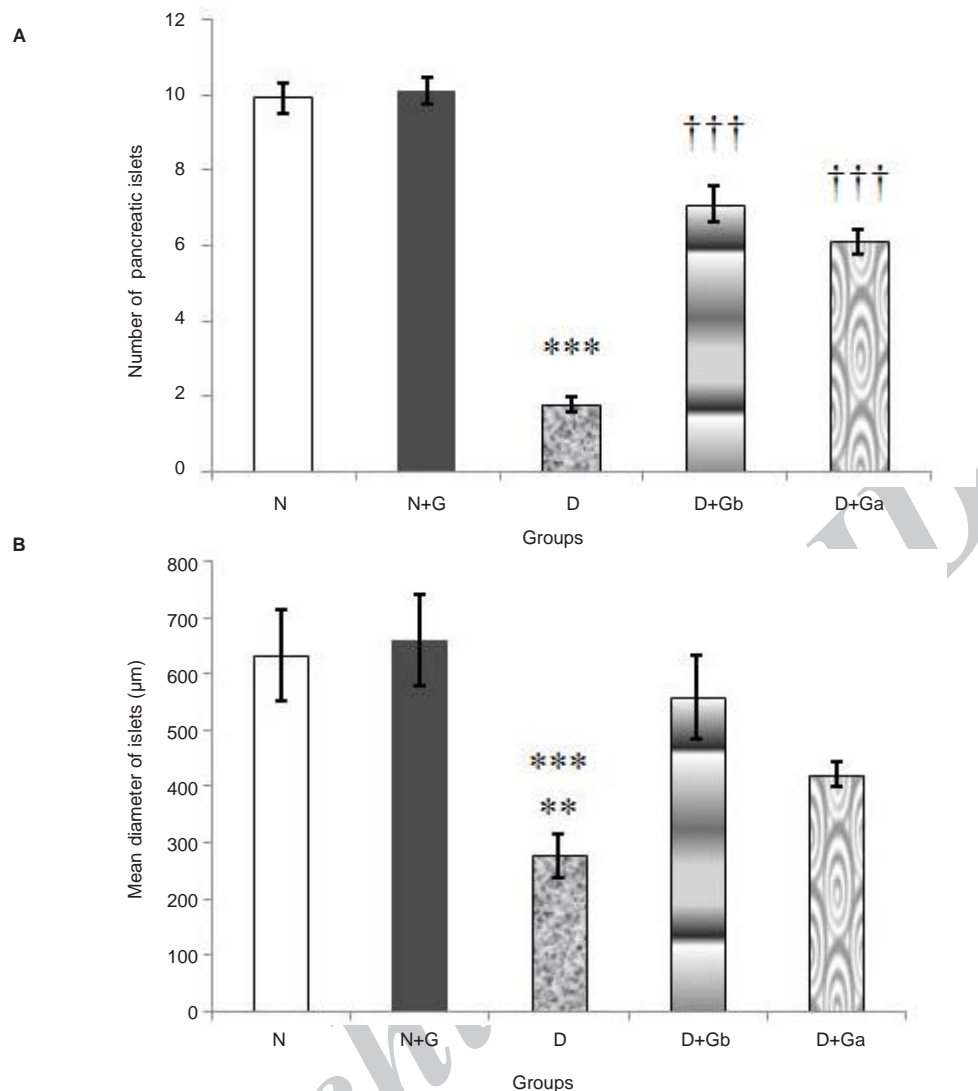 A
12
10
8
6
4
2
0
Number of pancreatic islets
†††
†††
***
N N+G D D+Gb D+Ga
Groups
B
800
700
600
500
400
300
200
100
0
Mean diameter of islets (µm)
***
**
N N+G D D+Gb D+Ga
Groups